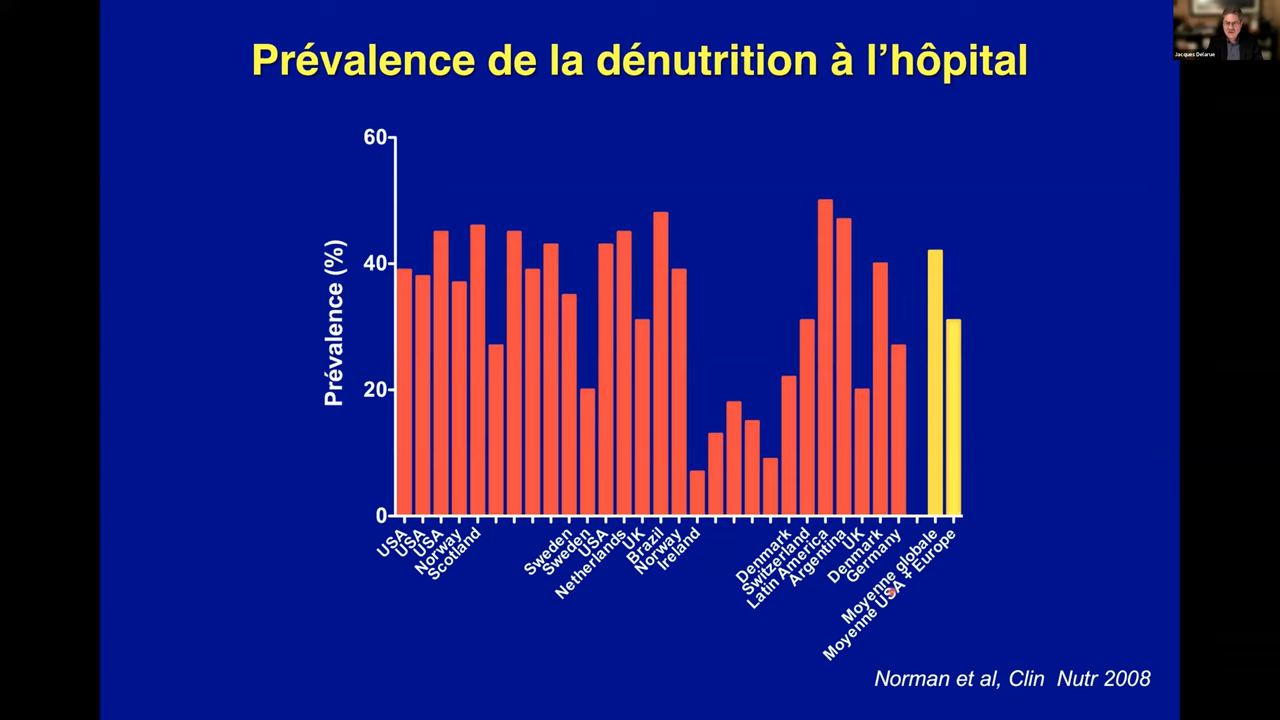 Prévalence de la dénutrition à l'hôpital
Jacques Delarue
Prévalence (%)
60
40
20
0
USA
USA
USA
Norway
Scotland
Sweden
Sweden
USA
Netherlands
UK
Brazil
Norway
Ireland
Denmark
Switzerland
Latin America
Argentina
UK
Denmark
Germany
Moyenne globale
Moyenne USA + Europe
Norman et al, Clin Nutr 2008